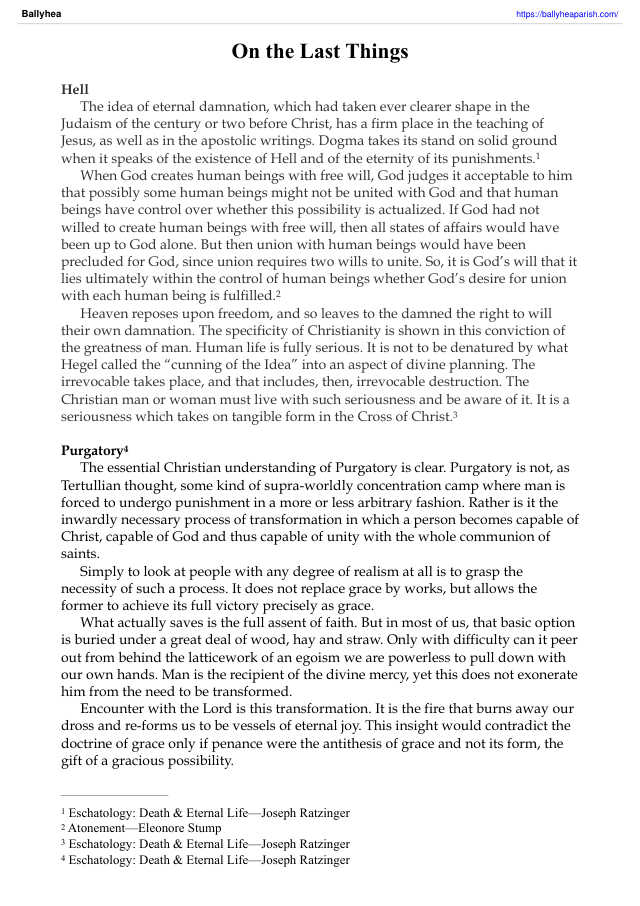 Ballyhea
https://ballyheaparish.com/
On the Last Things
Hell
The idea of eternal damnation, which had taken ever clearer shape in the
Judaism of the century or two before Christ, has a firm place in the teaching of
Jesus, as well as in the apostolic writings. Dogma takes its stand on solid ground
when it speaks of the existence of Hell and of the eternity of its punishments.¹
When God creates human beings with free will, God judges it acceptable to him
that possibly some human beings might not be united with God and that human
beings have control over whether this possibility is actualized. If God had not
willed to create human beings with free will, then all states of affairs would have
been up to God alone. But then union with human beings would have been
precluded for God, since union requires two wills to unite. So, it is God’s will that it
lies ultimately within the control of human beings whether God’s desire for union
with each human being is fulfilled.²
Heaven reposes upon freedom, and so leaves to the damned the right to will
their own damnation. The specificity of Christianity is shown in this conviction of
the greatness of man. Human life is fully serious. It is not to be denatured by what
Hegel called the “cunning of the Idea” into an aspect of divine planning. The
irrevocable takes place, and that includes, then, irrevocable destruction. The
Christian man or woman must live with such seriousness and be aware of it. It is a
seriousness which takes on tangible form in the Cross of Christ.³
Purgatory⁴
The essential Christian understanding of Purgatory is clear. Purgatory is not, as
Tertullian thought, some kind of supra-worldly concentration camp where man is
forced to undergo punishment in a more or less arbitrary fashion. Rather is it the
inwardly necessary process of transformation in which a person becomes capable of
Christ, capable of God and thus capable of unity with the whole communion of
saints.
Simply to look at people with any degree of realism at all is to grasp the
necessity of such a process. It does not replace grace by works, but allows the
former to achieve its full victory precisely as grace.
What actually saves is the full assent of faith. But in most of us, that basic option
is buried under a great deal of wood, hay and straw. Only with difficulty can it peer
out from behind the latticework of an egoism we are powerless to pull down with
our own hands. Man is the recipient of the divine mercy, yet this does not exonerate
him from the need to be transformed.
Encounter with the Lord is this transformation. It is the fire that burns away our
dross and re-forms us to be vessels of eternal joy. This insight would contradict the
doctrine of grace only if penance were the antithesis of grace and not its form, the
gift of a gracious possibility.
¹ Eschatology: Death & Eternal Life—Joseph Ratzinger
² Atonement—Eleonore Stump
³ Eschatology: Death & Eternal Life—Joseph Ratzinger
⁴ Eschatology: Death & Eternal Life—Joseph Ratzinger